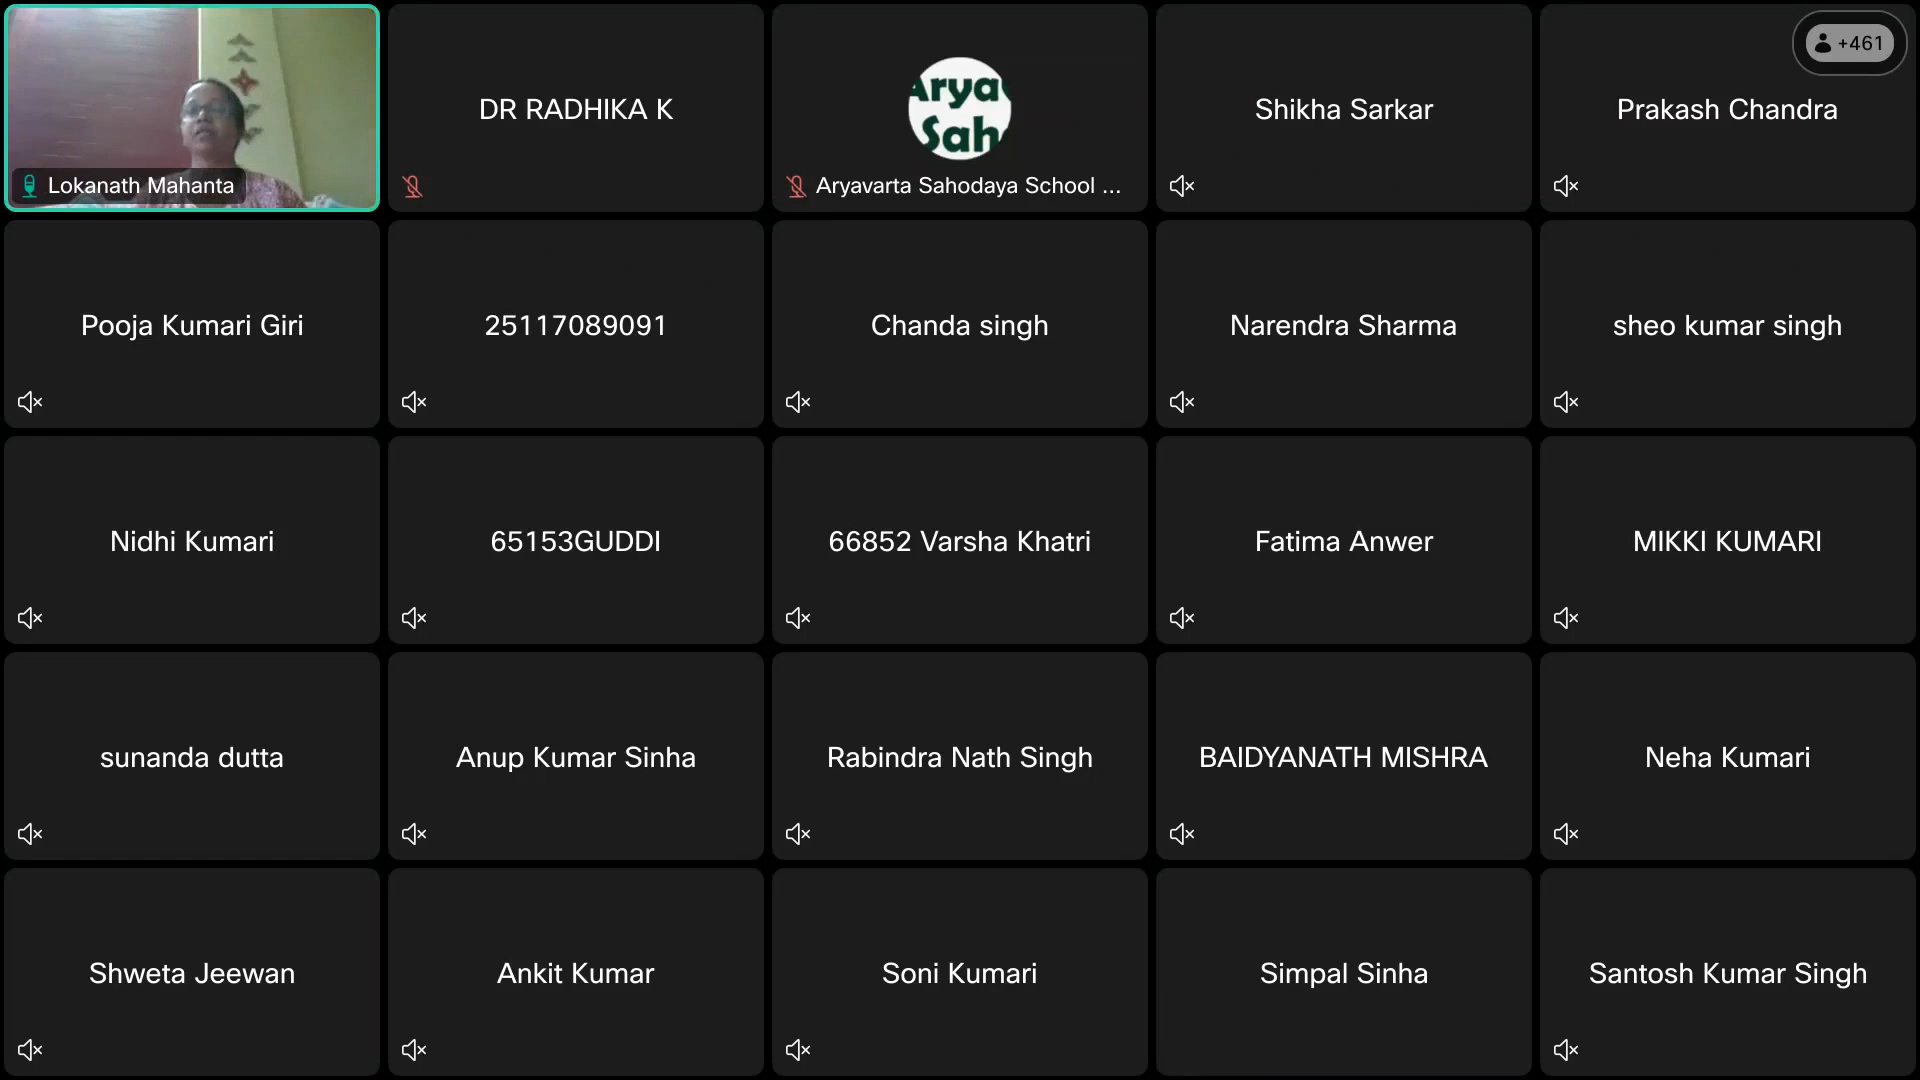 Lokanath Mahanta
DR RADHIKA K
Arya
Sah
Aryavarta Sahodaya School ...
Shikha Sarkar
Prakash Chandra
+461
Pooja Kumari Giri
25117089091
Chanda singh
Narendra Sharma
sheo kumar singh
Nidhi Kumari
65153GUDDI
66852 Varsha Khatri
Fatima Anwer
MIKKI KUMARI
sunanda dutta
Anup Kumar Sinha
Rabindra Nath Singh
BAIDYANATH MISHRA
Neha Kumari
Shweta Jeewan
Ankit Kumar
Soni Kumari
Simpal Sinha
Santosh Kumar Singh